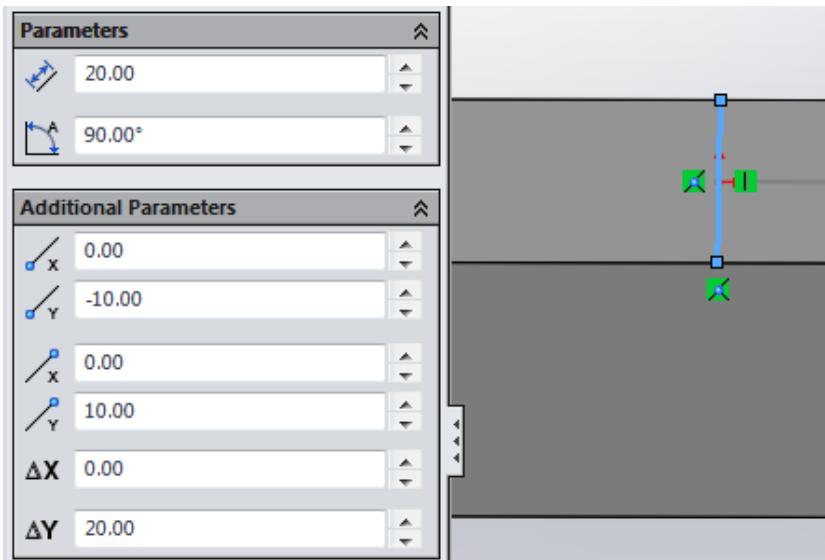 Parameters
20.00
A
90.00°
Additional Parameters
X
0.00
Y
-10.00
X
0.00
Y
10.00
ΔX
0.00
ΔY
20.00